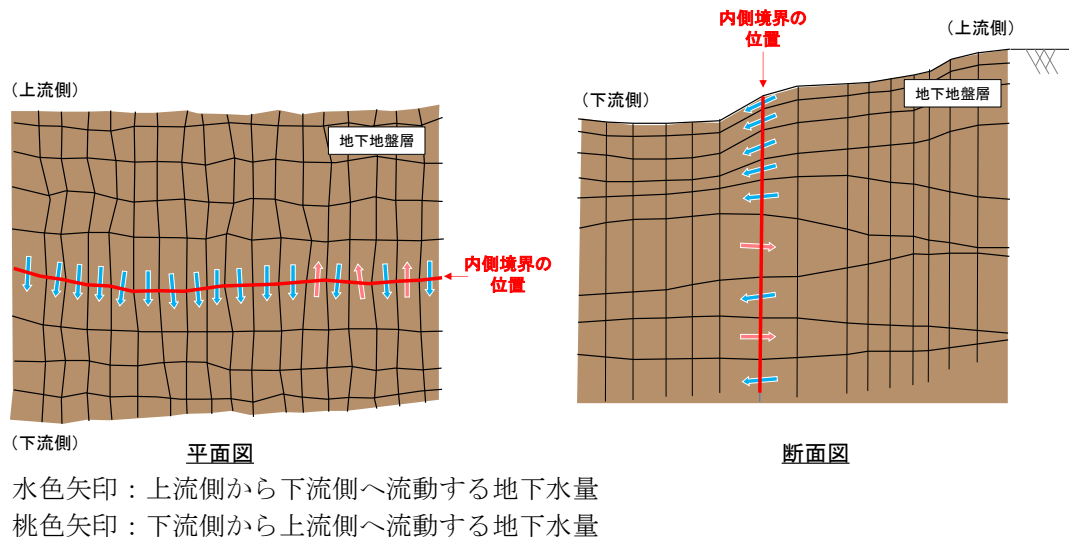 （上流側）
地下地盤層
内側境界の
位置
（下流側）
平面図
内側境界の
位置
（上流側）
（下流側）
地下地盤層
断面図
水色矢印：上流側から下流側へ流動する地下水量
桃色矢印：下流側から上流側へ流動する地下水量